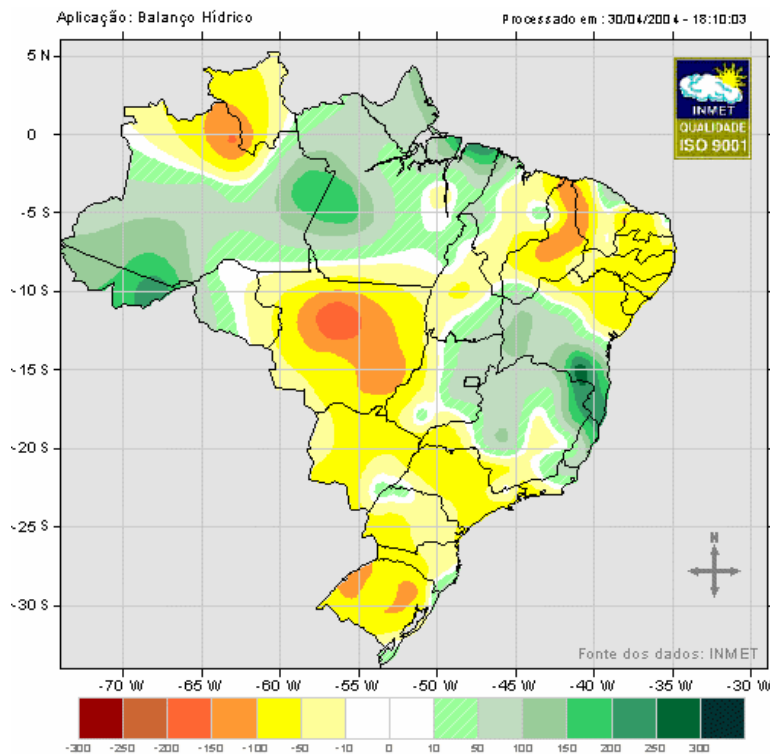 Aplicação: Balanço Hídrico
Processado em : 30/04/2004 - 18:10:03
5 N
0
-5 S
-10 S
-15 S
-20 S
-25 S
-30 S
INMET
QUALIDADE
ISO 9001
N
Fonte dos dados: INMET
-70 W -65 W -60 W -55 W -50 W -45 W -40 W -35 W -30 W
-300 -250 -200 -150 -100 -50 -10 0 10 50 100 150 200 250 300